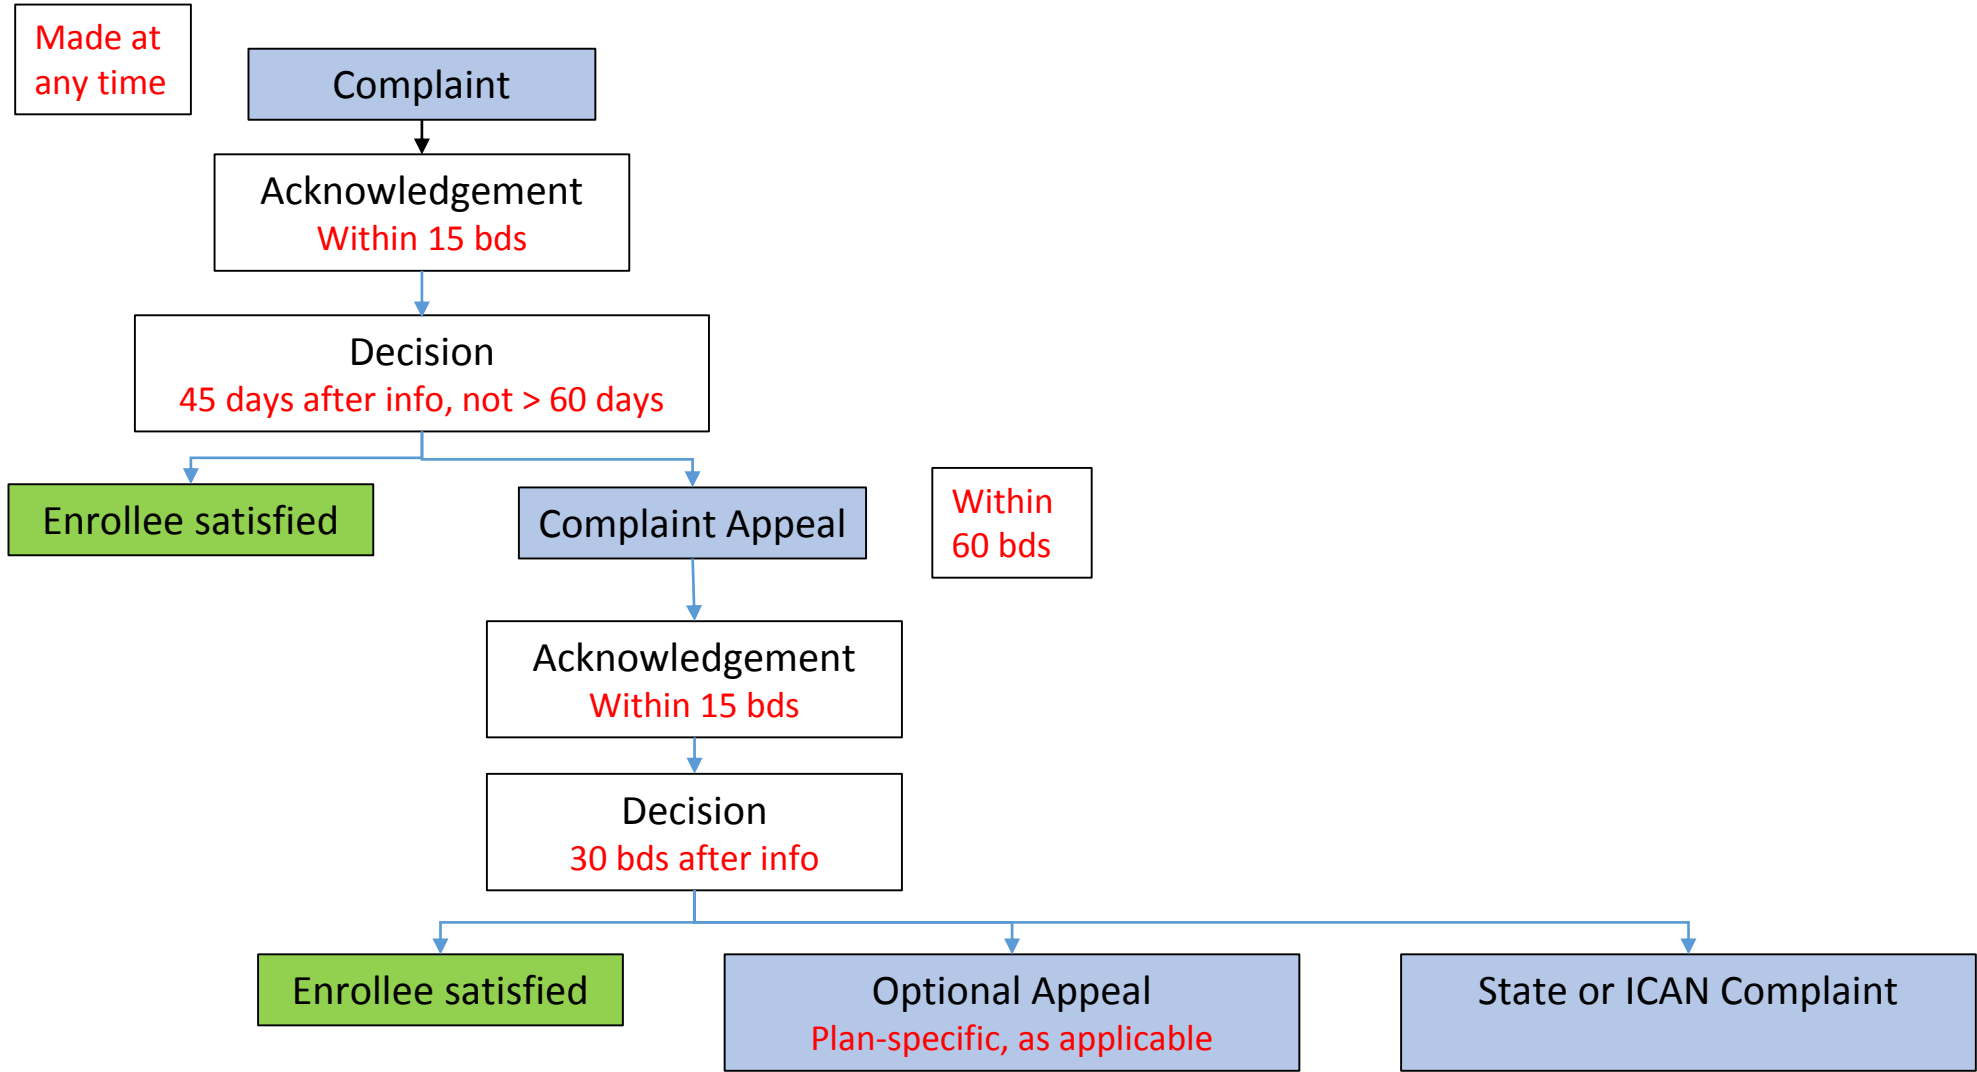 Made at
any time
Complaint
Acknowledgement
Within 15 bds
Decision
45 days after info, not > 60 days
Enrollee satisfied
Complaint Appeal
Within
60 bds
Acknowledgement
Within 15 bds
Decision
30 bds after info
Enrollee satisfied
Optional Appeal
Plan-specific, as applicable
State or ICAN Complaint